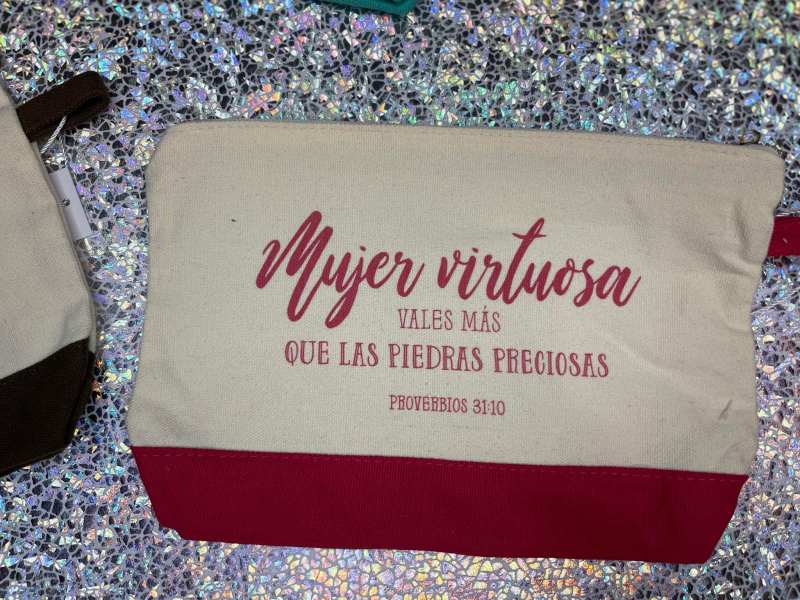 Mujer virtuosa
VALES MÁS
QUE LAS PIEDRAS PRECIOSAS
PROVERBIOS 31:10